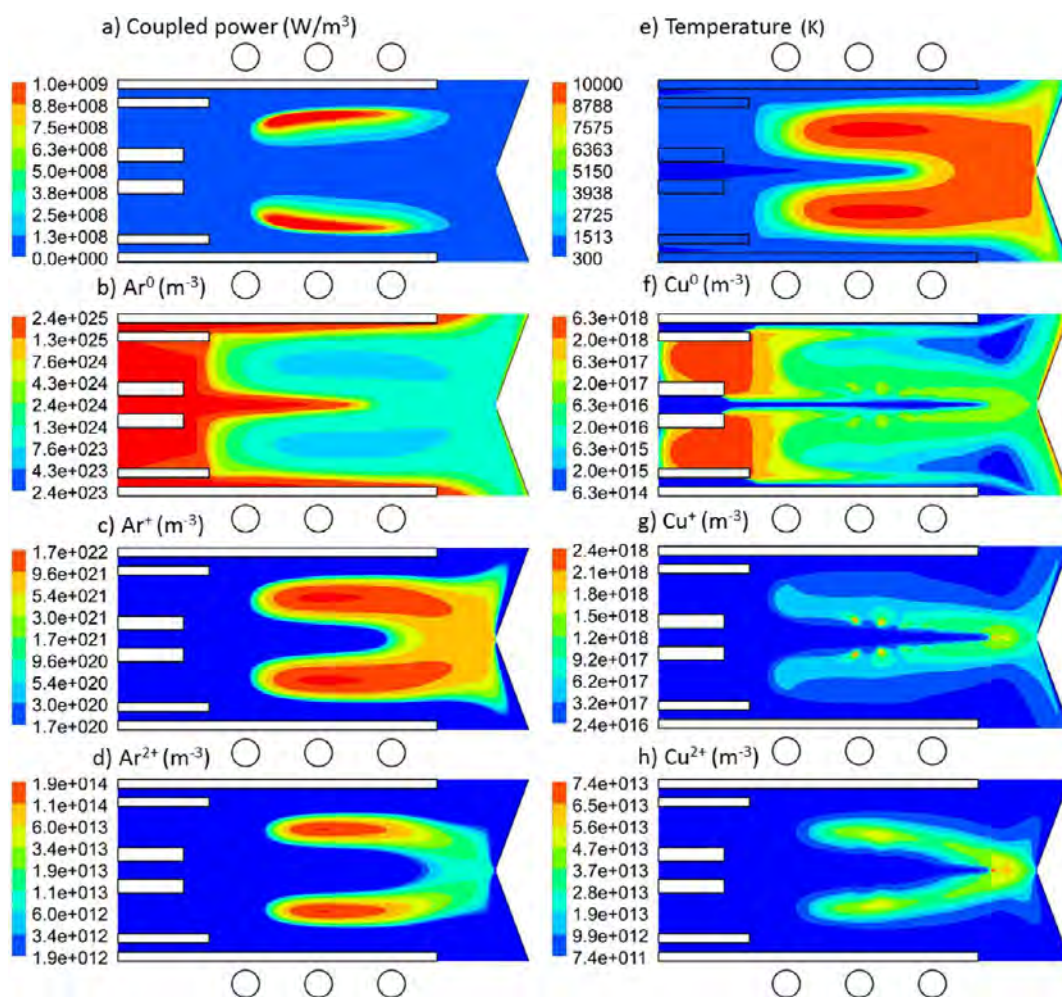 a) Coupled power (W/m³)
1.0e+009
8.8e+008
7.5e+008
6.3e+008
5.0e+008
3.8e+008
2.5e+008
1.3e+008
0.0e+000
b) Ar⁰ (m⁻³)
2.4e+025
1.3e+025
7.6e+024
4.3e+024
2.4e+024
1.3e+024
7.6e+023
4.3e+023
2.4e+023
c) Ar⁺ (m⁻³)
1.7e+022
9.6e+021
5.4e+021
3.0e+021
1.7e+021
9.6e+020
5.4e+020
3.0e+020
1.7e+020
d) Ar²⁺ (m⁻³)
1.9e+014
1.1e+014
6.0e+013
3.4e+013
1.9e+013
1.1e+013
6.0e+012
3.4e+012
1.9e+012
e) Temperature (K)
10000
8788
7575
6363
5150
3938
2725
1513
300
f) Cu⁰ (m⁻³)
6.3e+018
2.0e+018
6.3e+017
2.0e+017
6.3e+016
2.0e+016
6.3e+015
2.0e+015
6.3e+014
g) Cu⁺ (m⁻³)
2.4e+018
2.1e+018
1.8e+018
1.5e+018
1.2e+018
9.2e+017
6.2e+017
3.2e+017
2.4e+016
h) Cu²⁺ (m⁻³)
7.4e+013
6.5e+013
5.6e+013
4.6e+013
3.7e+013
2.8e+013
1.9e+013
9.9e+012
7.4e+011